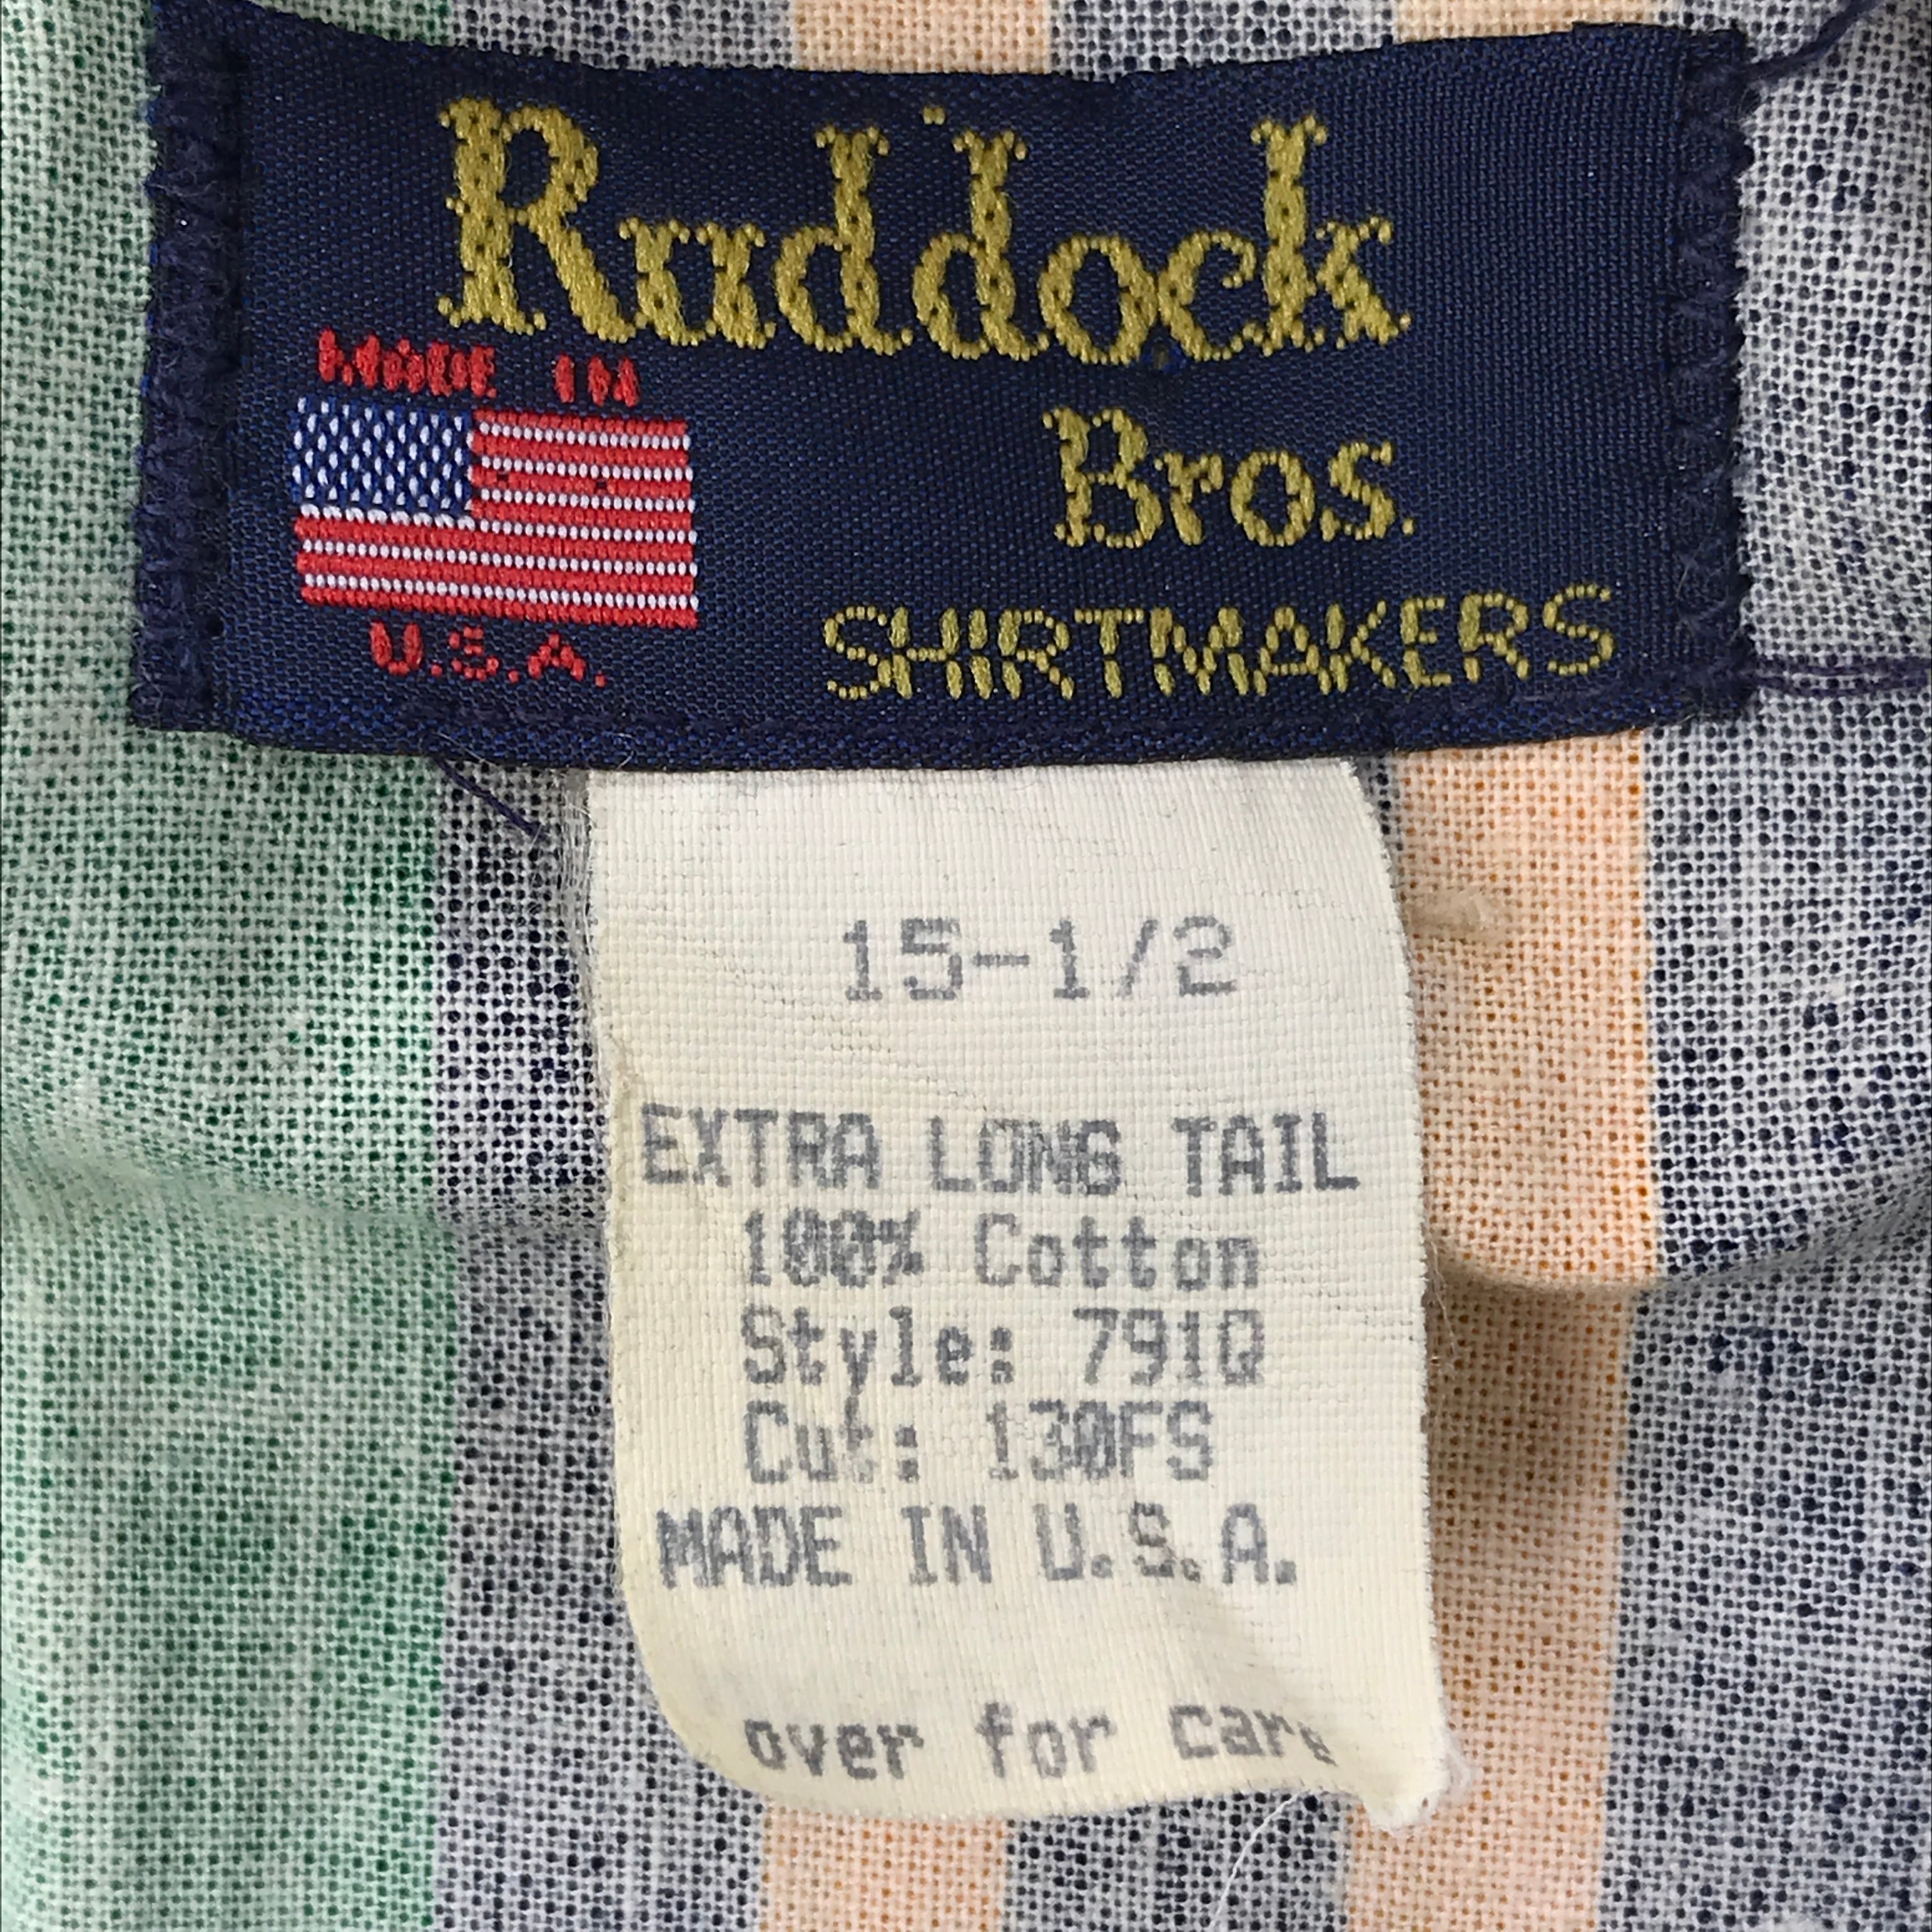 Ruddock
Bros.
SHIRTMAKERS
MADE IN
U.S.A.
15-1/2
EXTRA LONG TAIL
100% Cotton
Style: 791Q
Cut: 130FS
MADE IN U.S.A.
over for care